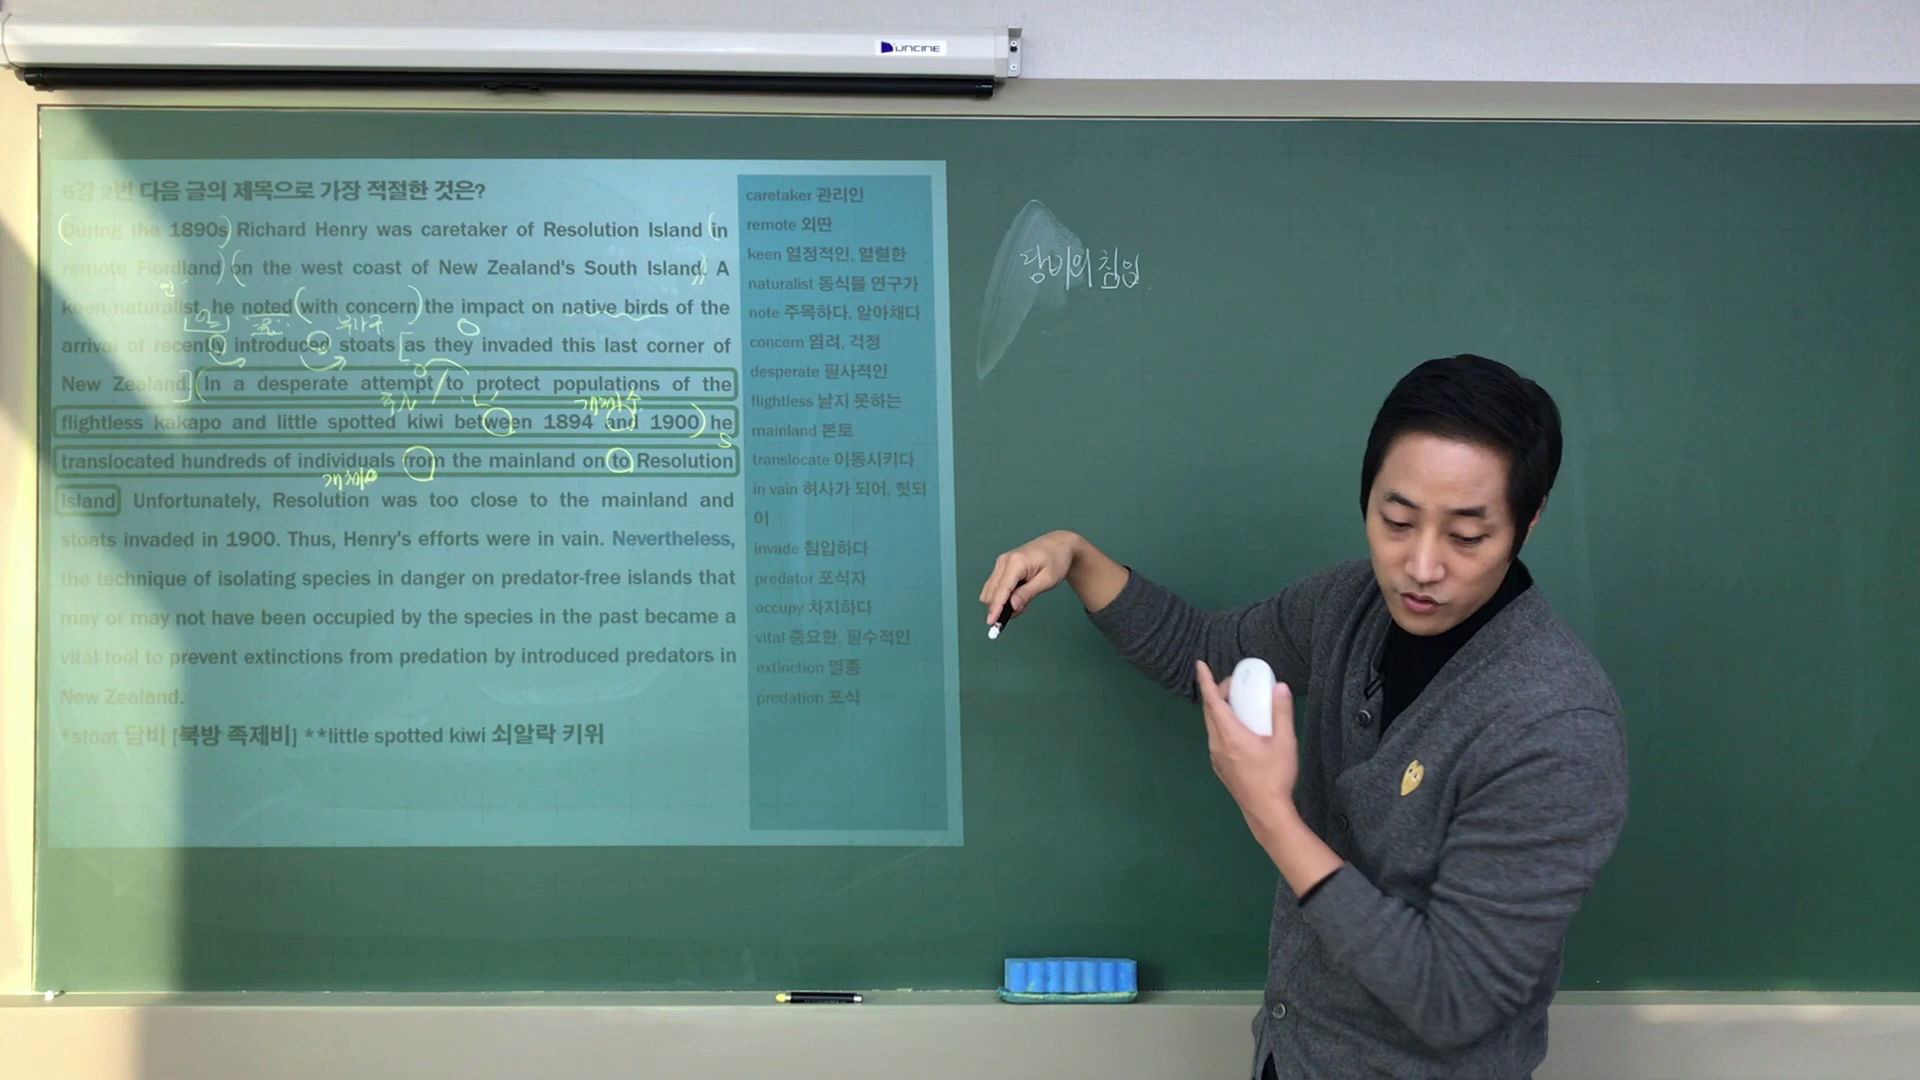 UNCINE
6강 2번 다음 글의 제목으로 가장 적절한 것은?
(During the 1890s) Richard Henry was caretaker of Resolution Island (in
remote Fiordland) (on the west coast of New Zealand's South Island). A
keen naturalist, he noted (with concern) the impact on native birds of the
arrival of recently introduced stoats [as they invaded this last corner of
New Zealand.] (In a desperate attempt to protect populations of the
flightless kakapo and little spotted kiwi between 1894 and 1900) he
개체수
S
translocated hundreds of individuals from the mainland on to Resolution
개체
Island. Unfortunately, Resolution was too close to the mainland and
stoats invaded in 1900. Thus, Henry's efforts were in vain. Nevertheless,
the technique of isolating species in danger on predator-free islands that
may or may not have been occupied by the species in the past became a
vital tool to prevent extinctions from predation by introduced predators in
New Zealand.
*stoat 담비 [북방 족제비] **little spotted kiwi 쇠알락 키위
caretaker 관리인
remote 외딴
keen 열정적인, 열렬한
naturalist 동식물 연구가
note 주목하다, 알아채다
concern 염려, 걱정
desperate 필사적인
flightless 날지 못하는
mainland 본토
translocate 이동시키다
in vain 허사가 되어, 헛되
이
invade 침입하다
predator 포식자
occupy 차지하다
vital 중요한, 필수적인
extinction 멸종
predation 포식
담비의 침입